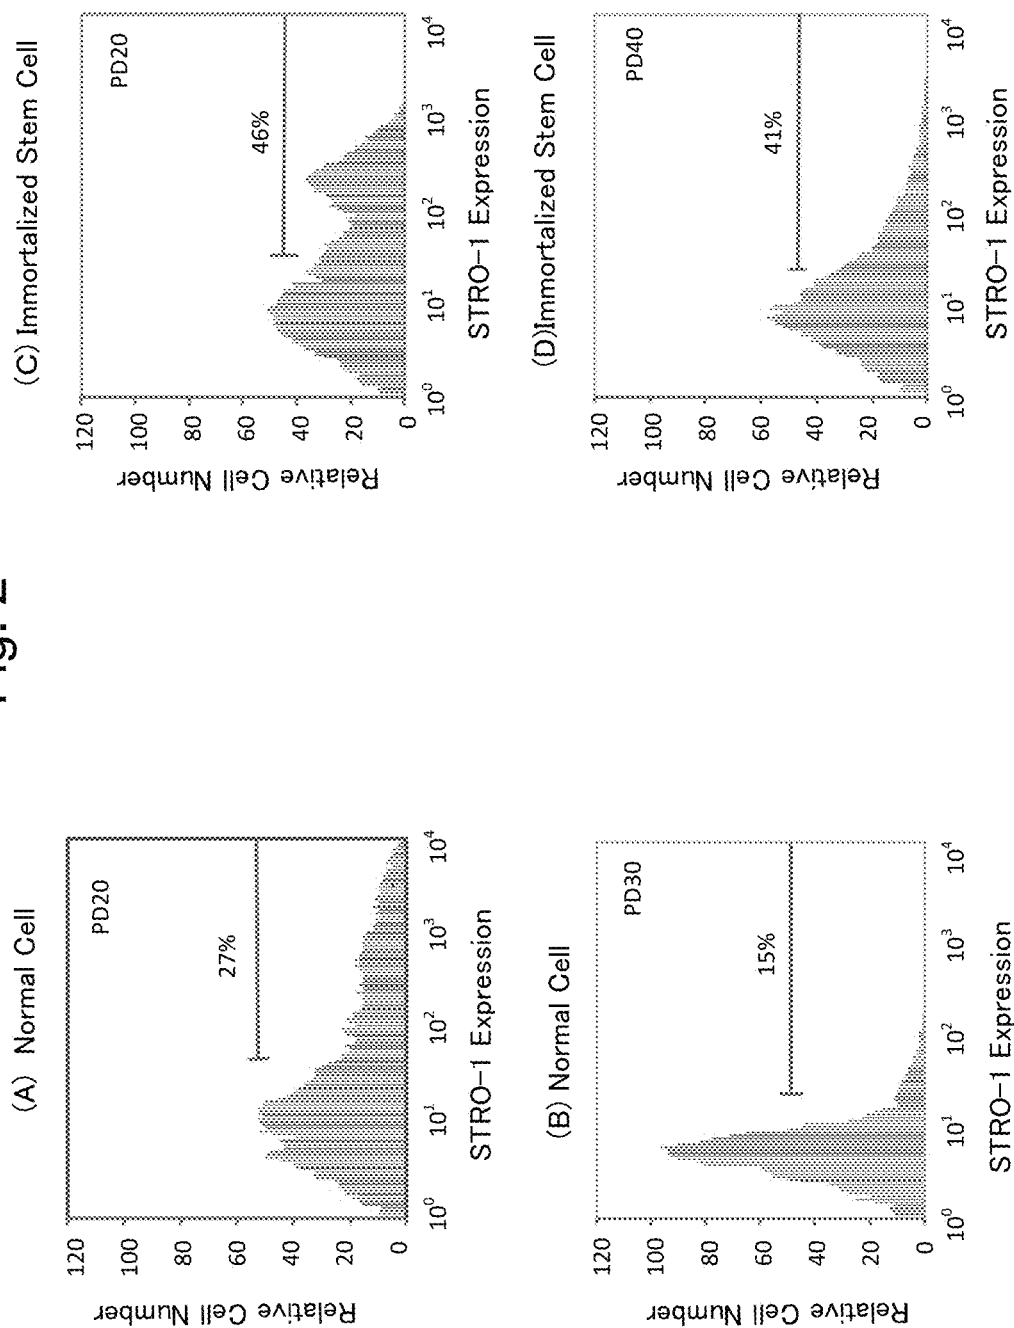 Fig. 2
(A) Normal Cell
PD20
27%
Relative Cell Number
120
100
80
60
40
20
0
10⁰ 10¹ 10² 10³ 10⁴
STRO-1 Expression
(B) Normal Cell
PD30
15%
Relative Cell Number
120
100
80
60
40
20
0
10⁰ 10¹ 10² 10³ 10⁴
STRO-1 Expression
(C) Immortalized Stem Cell
PD20
46%
Relative Cell Number
120
100
80
60
40
20
0
10⁰ 10¹ 10² 10³ 10⁴
STRO-1 Expression
(D)Immortalized Stem Cell
PD40
41%
Relative Cell Number
120
100
80
60
40
20
0
10⁰ 10¹ 10² 10³ 10⁴
STRO-1 Expression